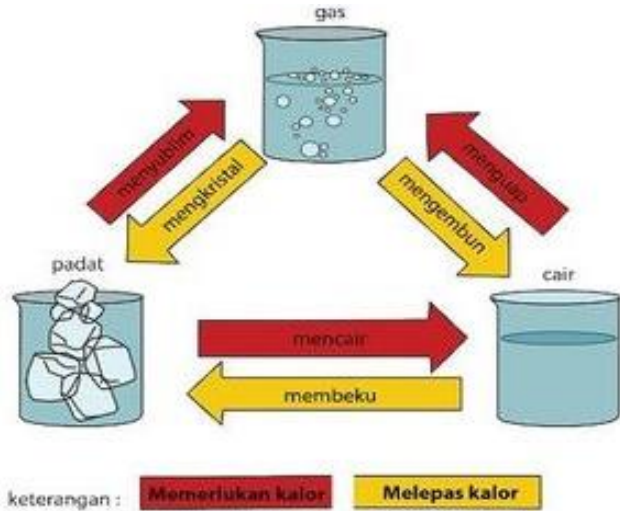 gas
menyublim
mengkristal
menguap
mengembun
padat
cair
mencair
membeku
keterangan :
Memerlukan kalor
Melepas kalor